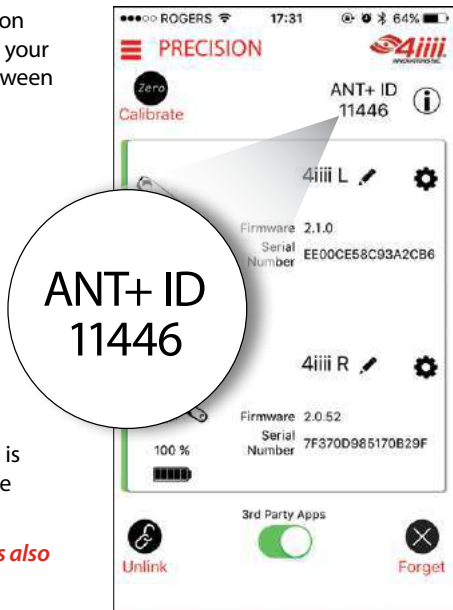 on
your
ween
ROGERS 17:31 64%
PRECISION
4iiii
Zero
Calibrate
ANT+ ID
11446
4iiii L
Firmware 2.1.0
Serial
Number EE00CE58C93A2CB6
ANT+ ID
11446
4iiii R
Firmware 2.0.52
Serial
Number 7F370D985170B29F
100 %
is
e
s also
3rd Party Apps
Unlink
Forget